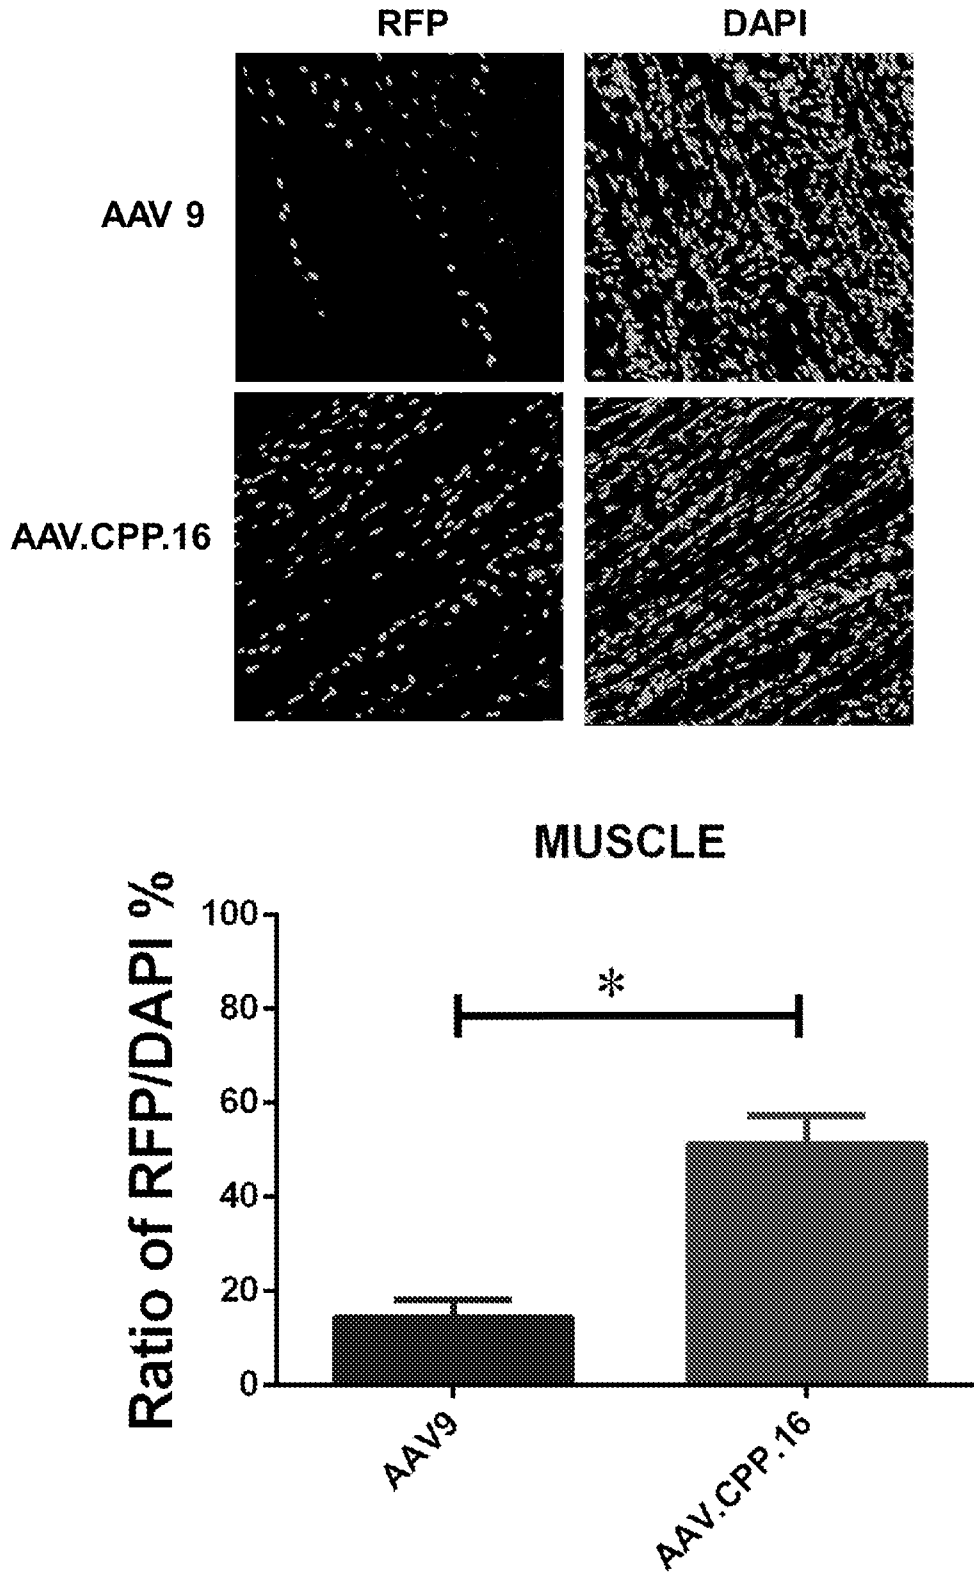 RFP
DAPI
AAV 9
AAV.CPP.16
MUSCLE
Ratio of RFP/DAPI %
100
80
60
40
20
0
*
AAV9
AAV.CPP.16